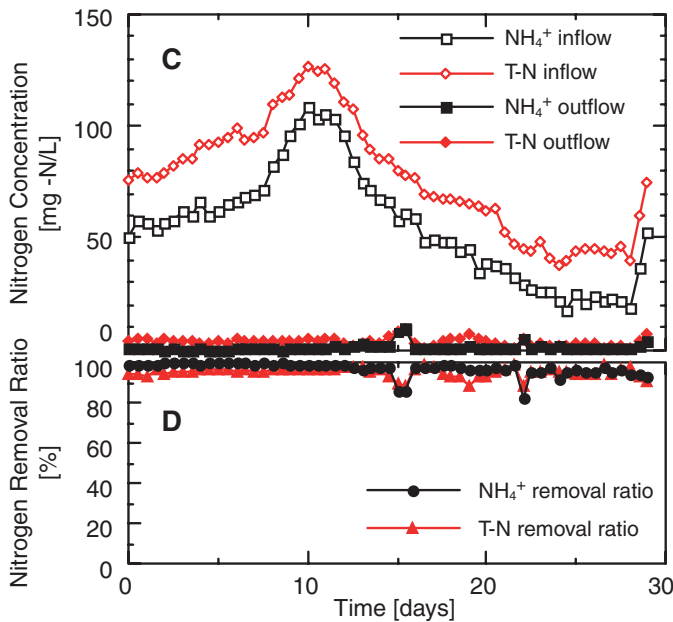 150
100
50
0
Nitrogen Concentration
[mg -N/L]
C
NH₄⁺ inflow
T-N inflow
NH₄⁺ outflow
T-N outflow
100
80
60
40
20
0
Nitrogen Removal Ratio
[%]
D
NH₄⁺ removal ratio
T-N removal ratio
0
10
20
30
Time [days]